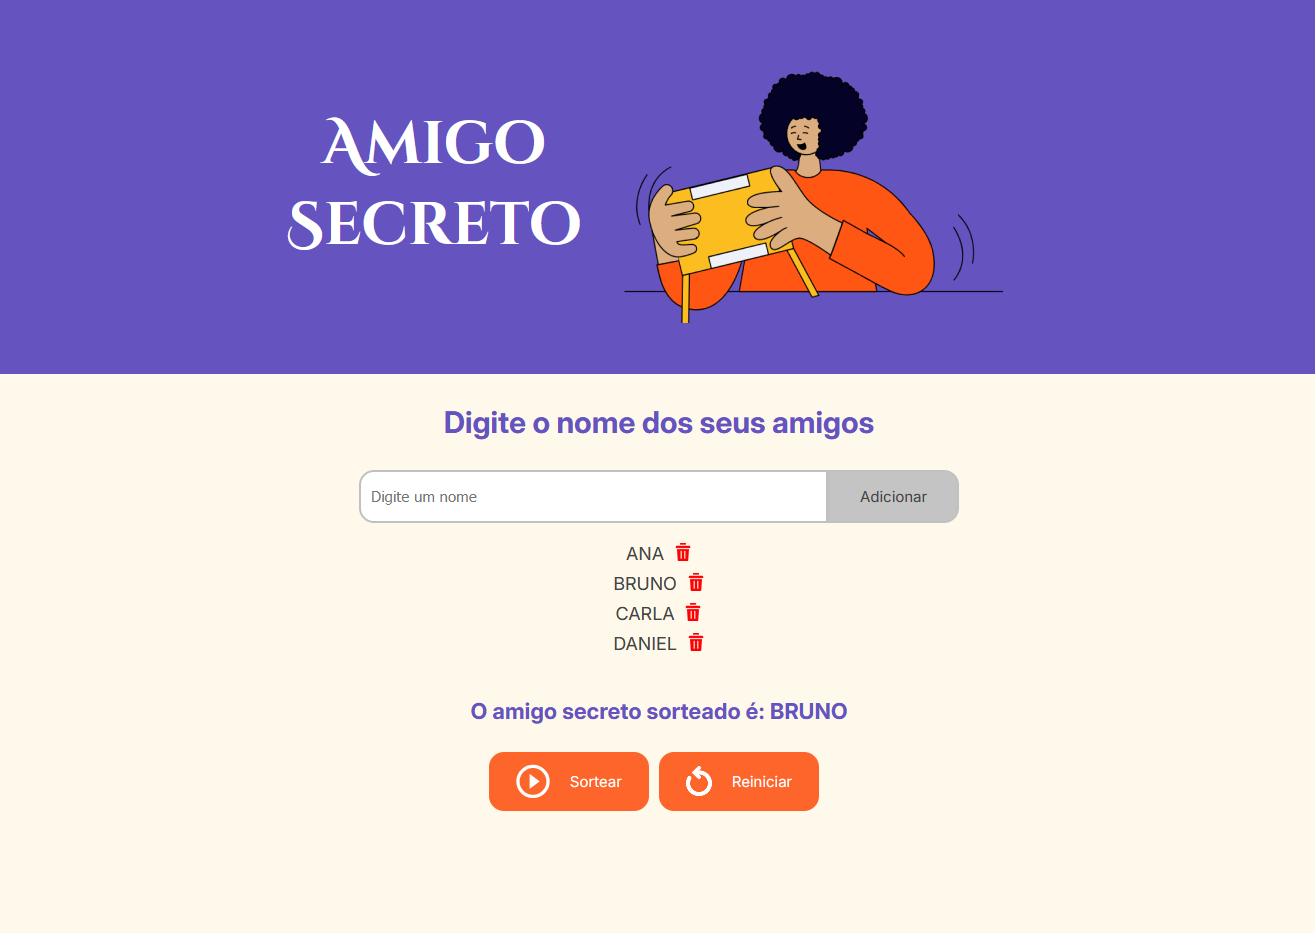 Amigo
Secreto
Digite o nome dos seus amigos
Digite um nome
Adicionar
ANA
BRUNO
CARLA
DANIEL
O amigo secreto sorteado é: BRUNO
Sortear
Reiniciar